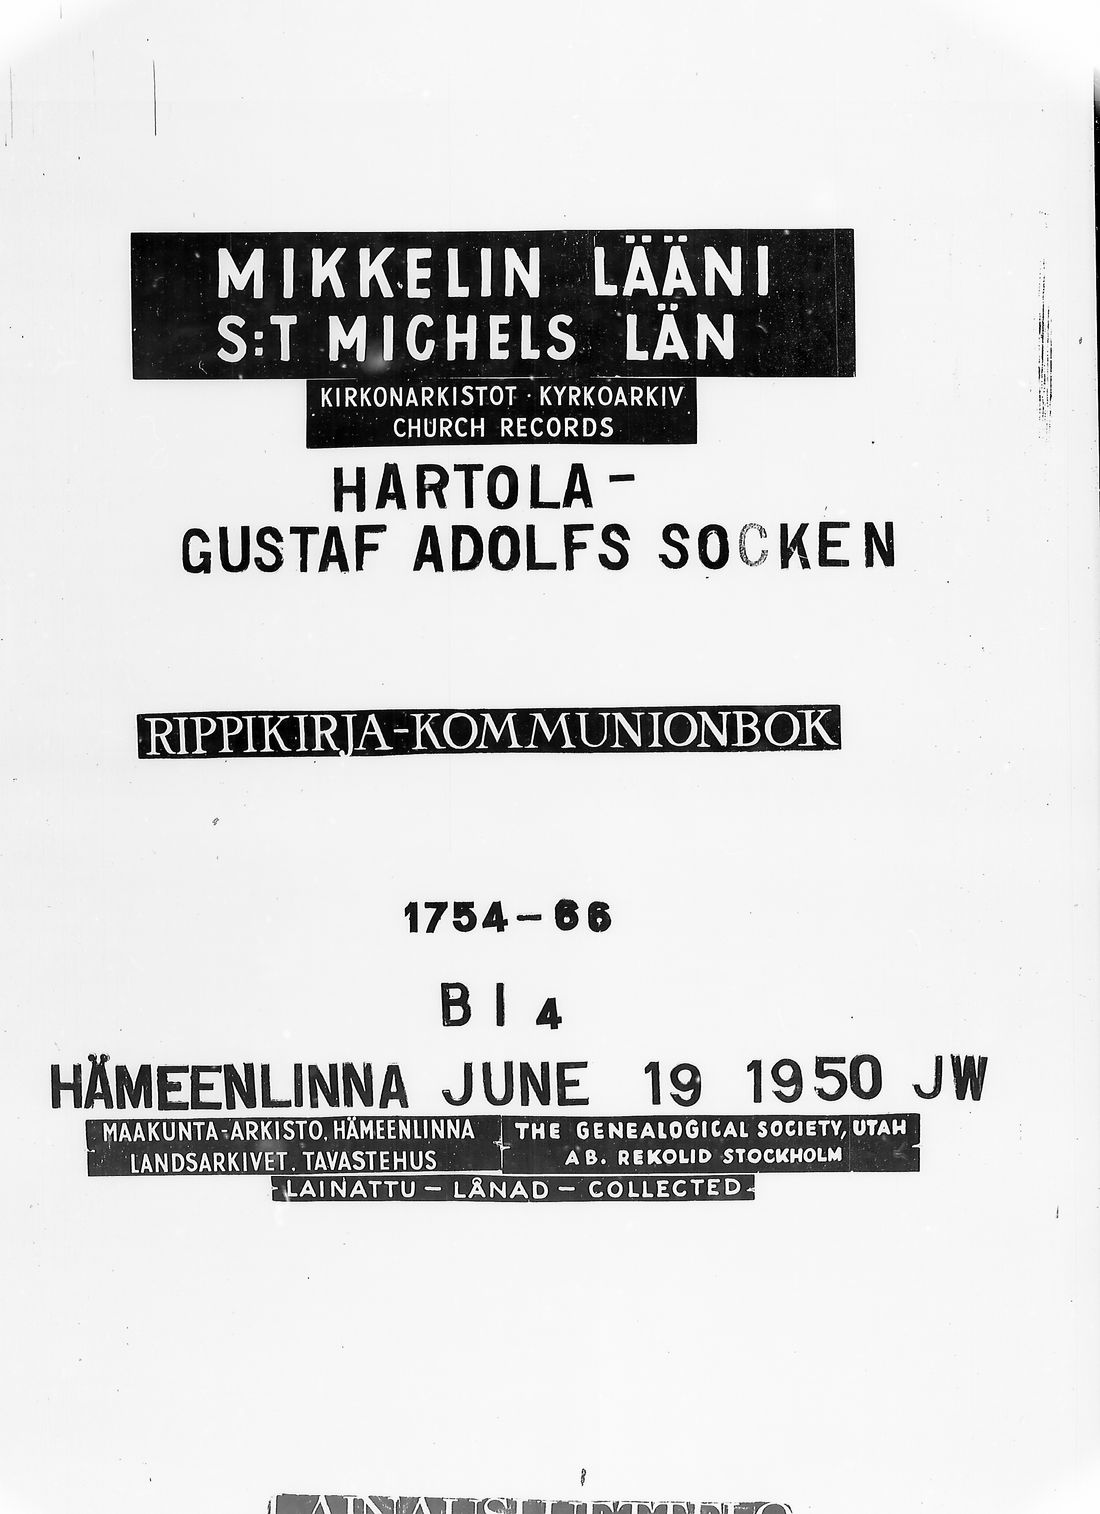 MIKKELIN LÄÄNI
S:T MICHELS LÄN
KIRKONARKISTOT · KYRKOARKIV
CHURCH RECORDS
HARTOLA-
GUSTAF ADOLFS SOCKEN
RIPPIKIRJA-KOMMUNIONBOK
1754-66
B I 4
HÄMEENLINNA JUNE 19 1950 JW
MAAKUNTA-ARKISTO, HÄMEENLINNA
LANDSARKIVET, TAVASTEHUS
THE GENEALOGICAL SOCIETY, UTAH
AB. REKOLID STOCKHOLM
LAINATTU - LÅNAD - COLLECTED